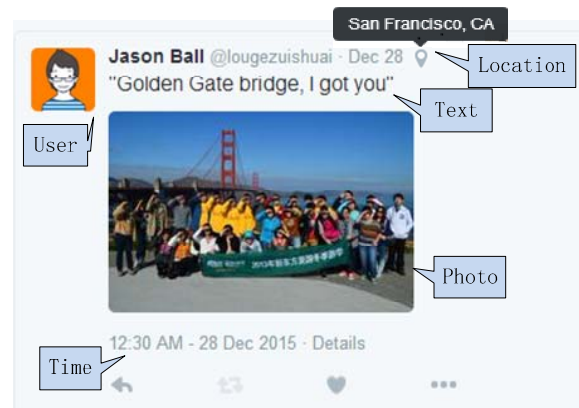 San Francisco, CA
Jason Ball @lougezuishuai · Dec 28
Location
"Golden Gate bridge, I got you"
Text
User
Photo
12:30 AM - 28 Dec 2015 · Details
Time